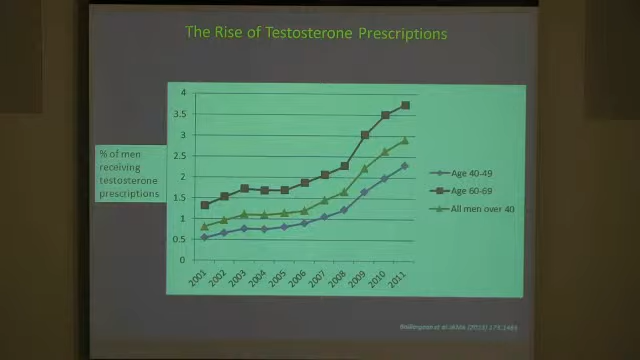 The Rise of Testosterone Prescriptions
% of men
receiving
testosterone
prescriptions
4
3.5
3
2.5
2
1.5
1
0.5
0
2001
2002
2003
2004
2005
2006
2007
2008
2009
2010
2011
Age 40-49
Age 60-69
All men over 40